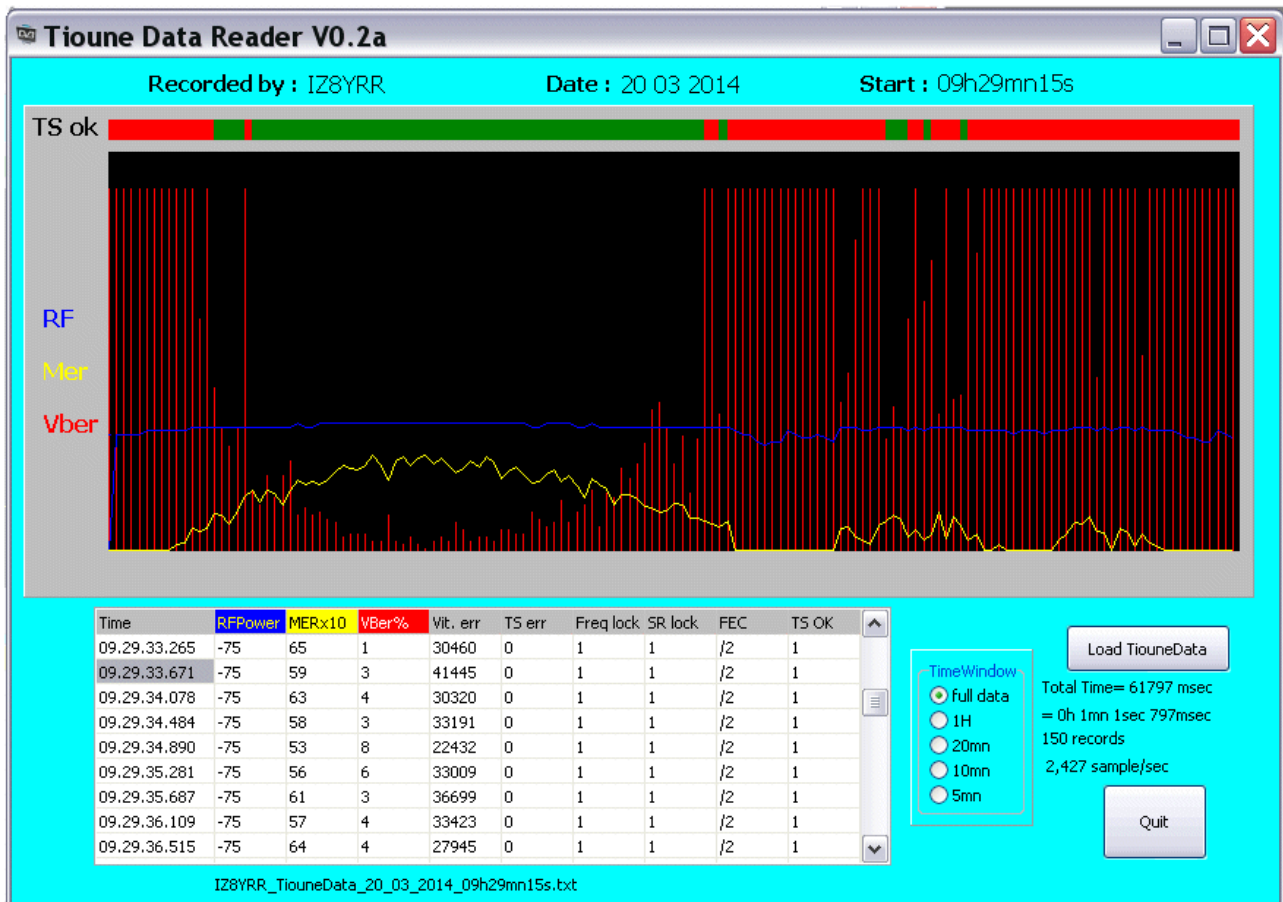 Tioune Data Reader V0.2a
Recorded by : IZ8YRR Date : 20 03 2014 Start : 09h29mn15s
TS ok
RF
Mer
Vber
Time RFPower MERx10 VBer% Vit. err TS err Freq lock SR lock FEC TS OK
09.29.33.265 -75 65 1 30460 0 1 1 /2 1
09.29.33.671 -75 59 3 41445 0 1 1 /2 1
09.29.34.078 -75 63 4 30320 0 1 1 /2 1
09.29.34.484 -75 58 3 33191 0 1 1 /2 1
09.29.34.890 -75 53 8 22432 0 1 1 /2 1
09.29.35.281 -75 56 6 33009 0 1 1 /2 1
09.29.35.687 -75 61 3 36699 0 1 1 /2 1
09.29.36.109 -75 57 4 33423 0 1 1 /2 1
09.29.36.515 -75 64 4 27945 0 1 1 /2 1
TimeWindow
full data
1H
20mn
10mn
5mn
Load TiouneData
Total Time= 61797 msec
= 0h 1mn 1sec 797msec
150 records
2,427 sample/sec
Quit
IZ8YRR_TiouneData_20_03_2014_09h29mn15s.txt